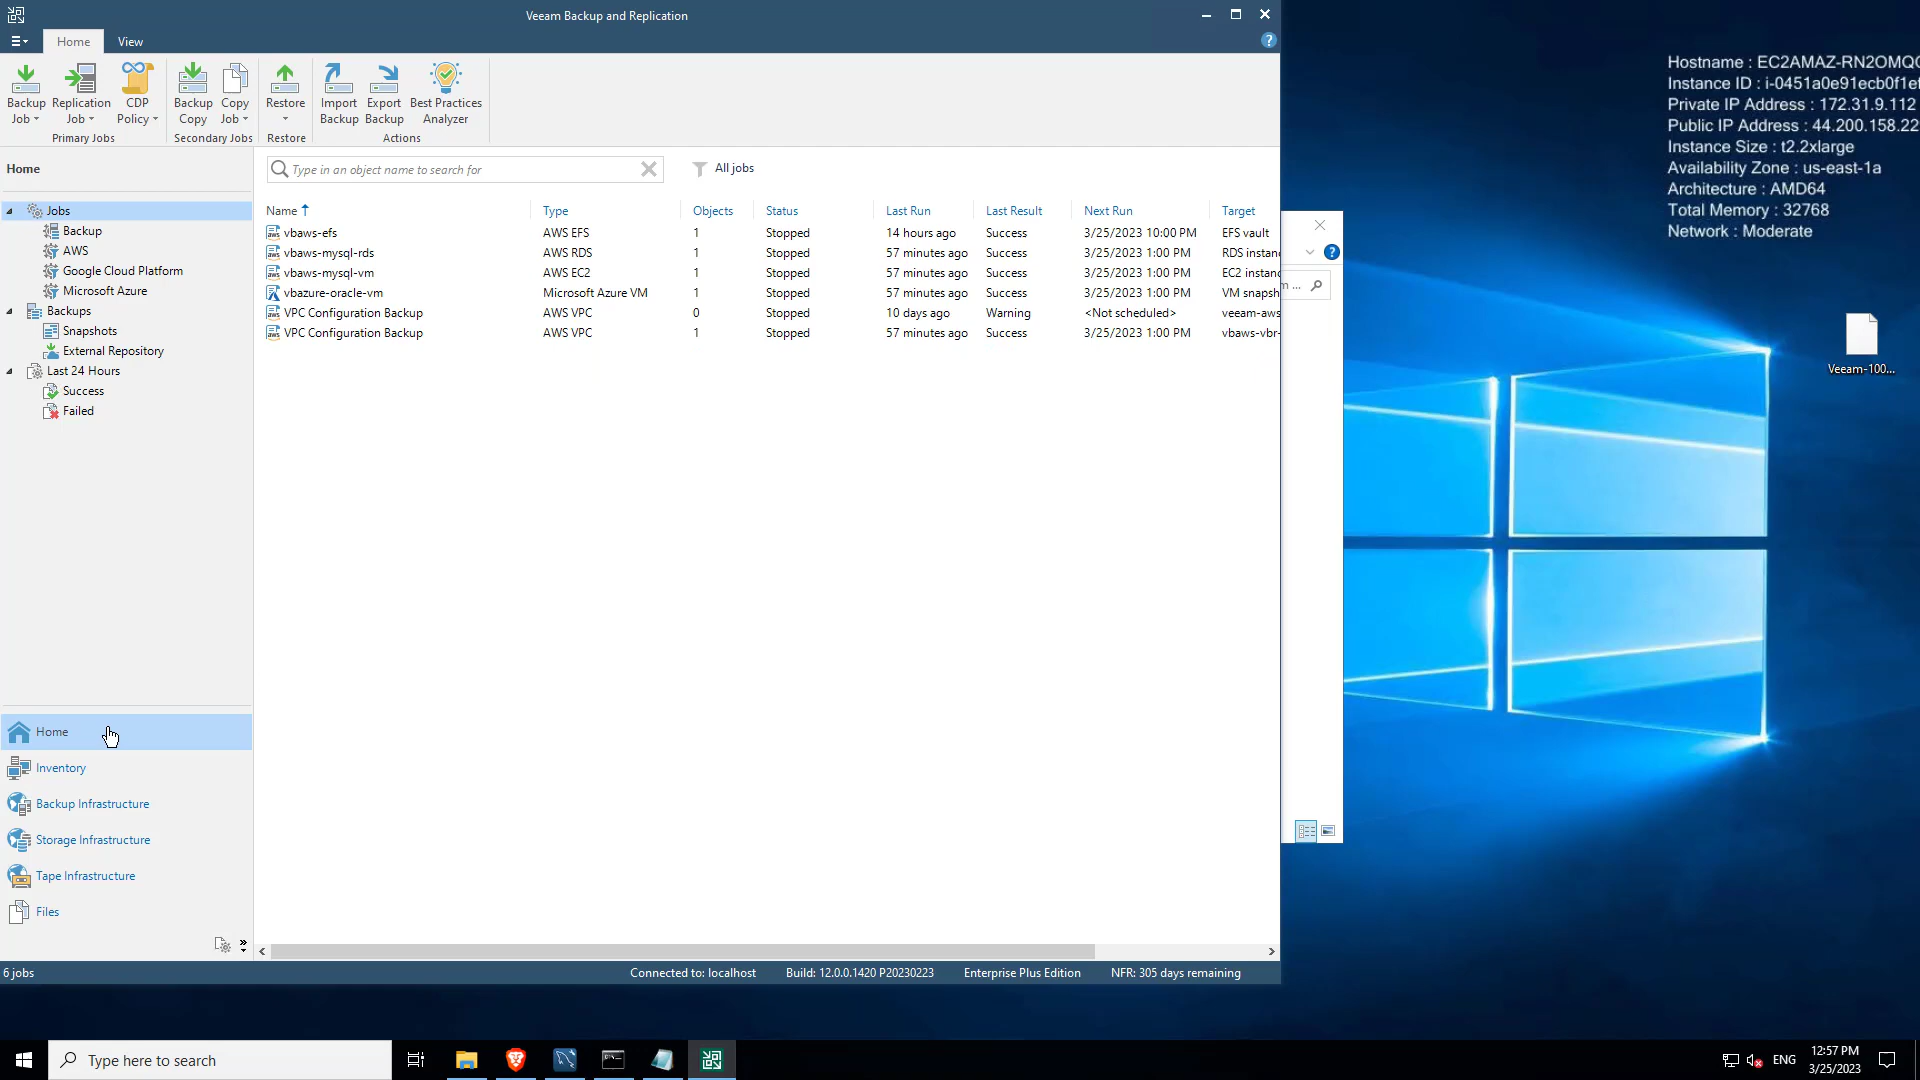 Veeam Backup and Replication
Home View
Backup Job Replication Job CDP Policy Backup Copy Copy Job Restore Import Backup Export Backup Best Practices Analyzer
Primary Jobs Secondary Jobs Restore Actions
Home
Jobs
Backup
AWS
Google Cloud Platform
Microsoft Azure
Backups
Snapshots
External Repository
Last 24 Hours
Success
Failed
Home
Inventory
Backup Infrastructure
Storage Infrastructure
Tape Infrastructure
Files
Type in an object name to search for All jobs
Name Type Objects Status Last Run Last Result Next Run Target
vbaws-efs AWS EFS 1 Stopped 14 hours ago Success 3/25/2023 10:00 PM EFS vault
vbaws-mysql-rds AWS RDS 1 Stopped 57 minutes ago Success 3/25/2023 1:00 PM RDS instanc
vbaws-mysql-vm AWS EC2 1 Stopped 57 minutes ago Success 3/25/2023 1:00 PM EC2 instanc
vbazure-oracle-vm Microsoft Azure VM 1 Stopped 57 minutes ago Success 3/25/2023 1:00 PM VM snapsh
VPC Configuration Backup AWS VPC 0 Stopped 10 days ago Warning <Not scheduled> veeam-aws
VPC Configuration Backup AWS VPC 1 Stopped 57 minutes ago Success 3/25/2023 1:00 PM vbaws-vbr-
6 jobs Connected to: localhost Build: 12.0.0.1420 P20230223 Enterprise Plus Edition NFR: 305 days remaining
Hostname : EC2AMAZ-RN2OMQ
Instance ID : i-0451a0e91ecb0f1e
Private IP Address : 172.31.9.112
Public IP Address : 44.200.158.22
Instance Size : t2.2xlarge
Availability Zone : us-east-1a
Architecture : AMD64
Total Memory : 32768
Network : Moderate
Veeam-100...
Type here to search
ENG
12:57 PM
3/25/2023